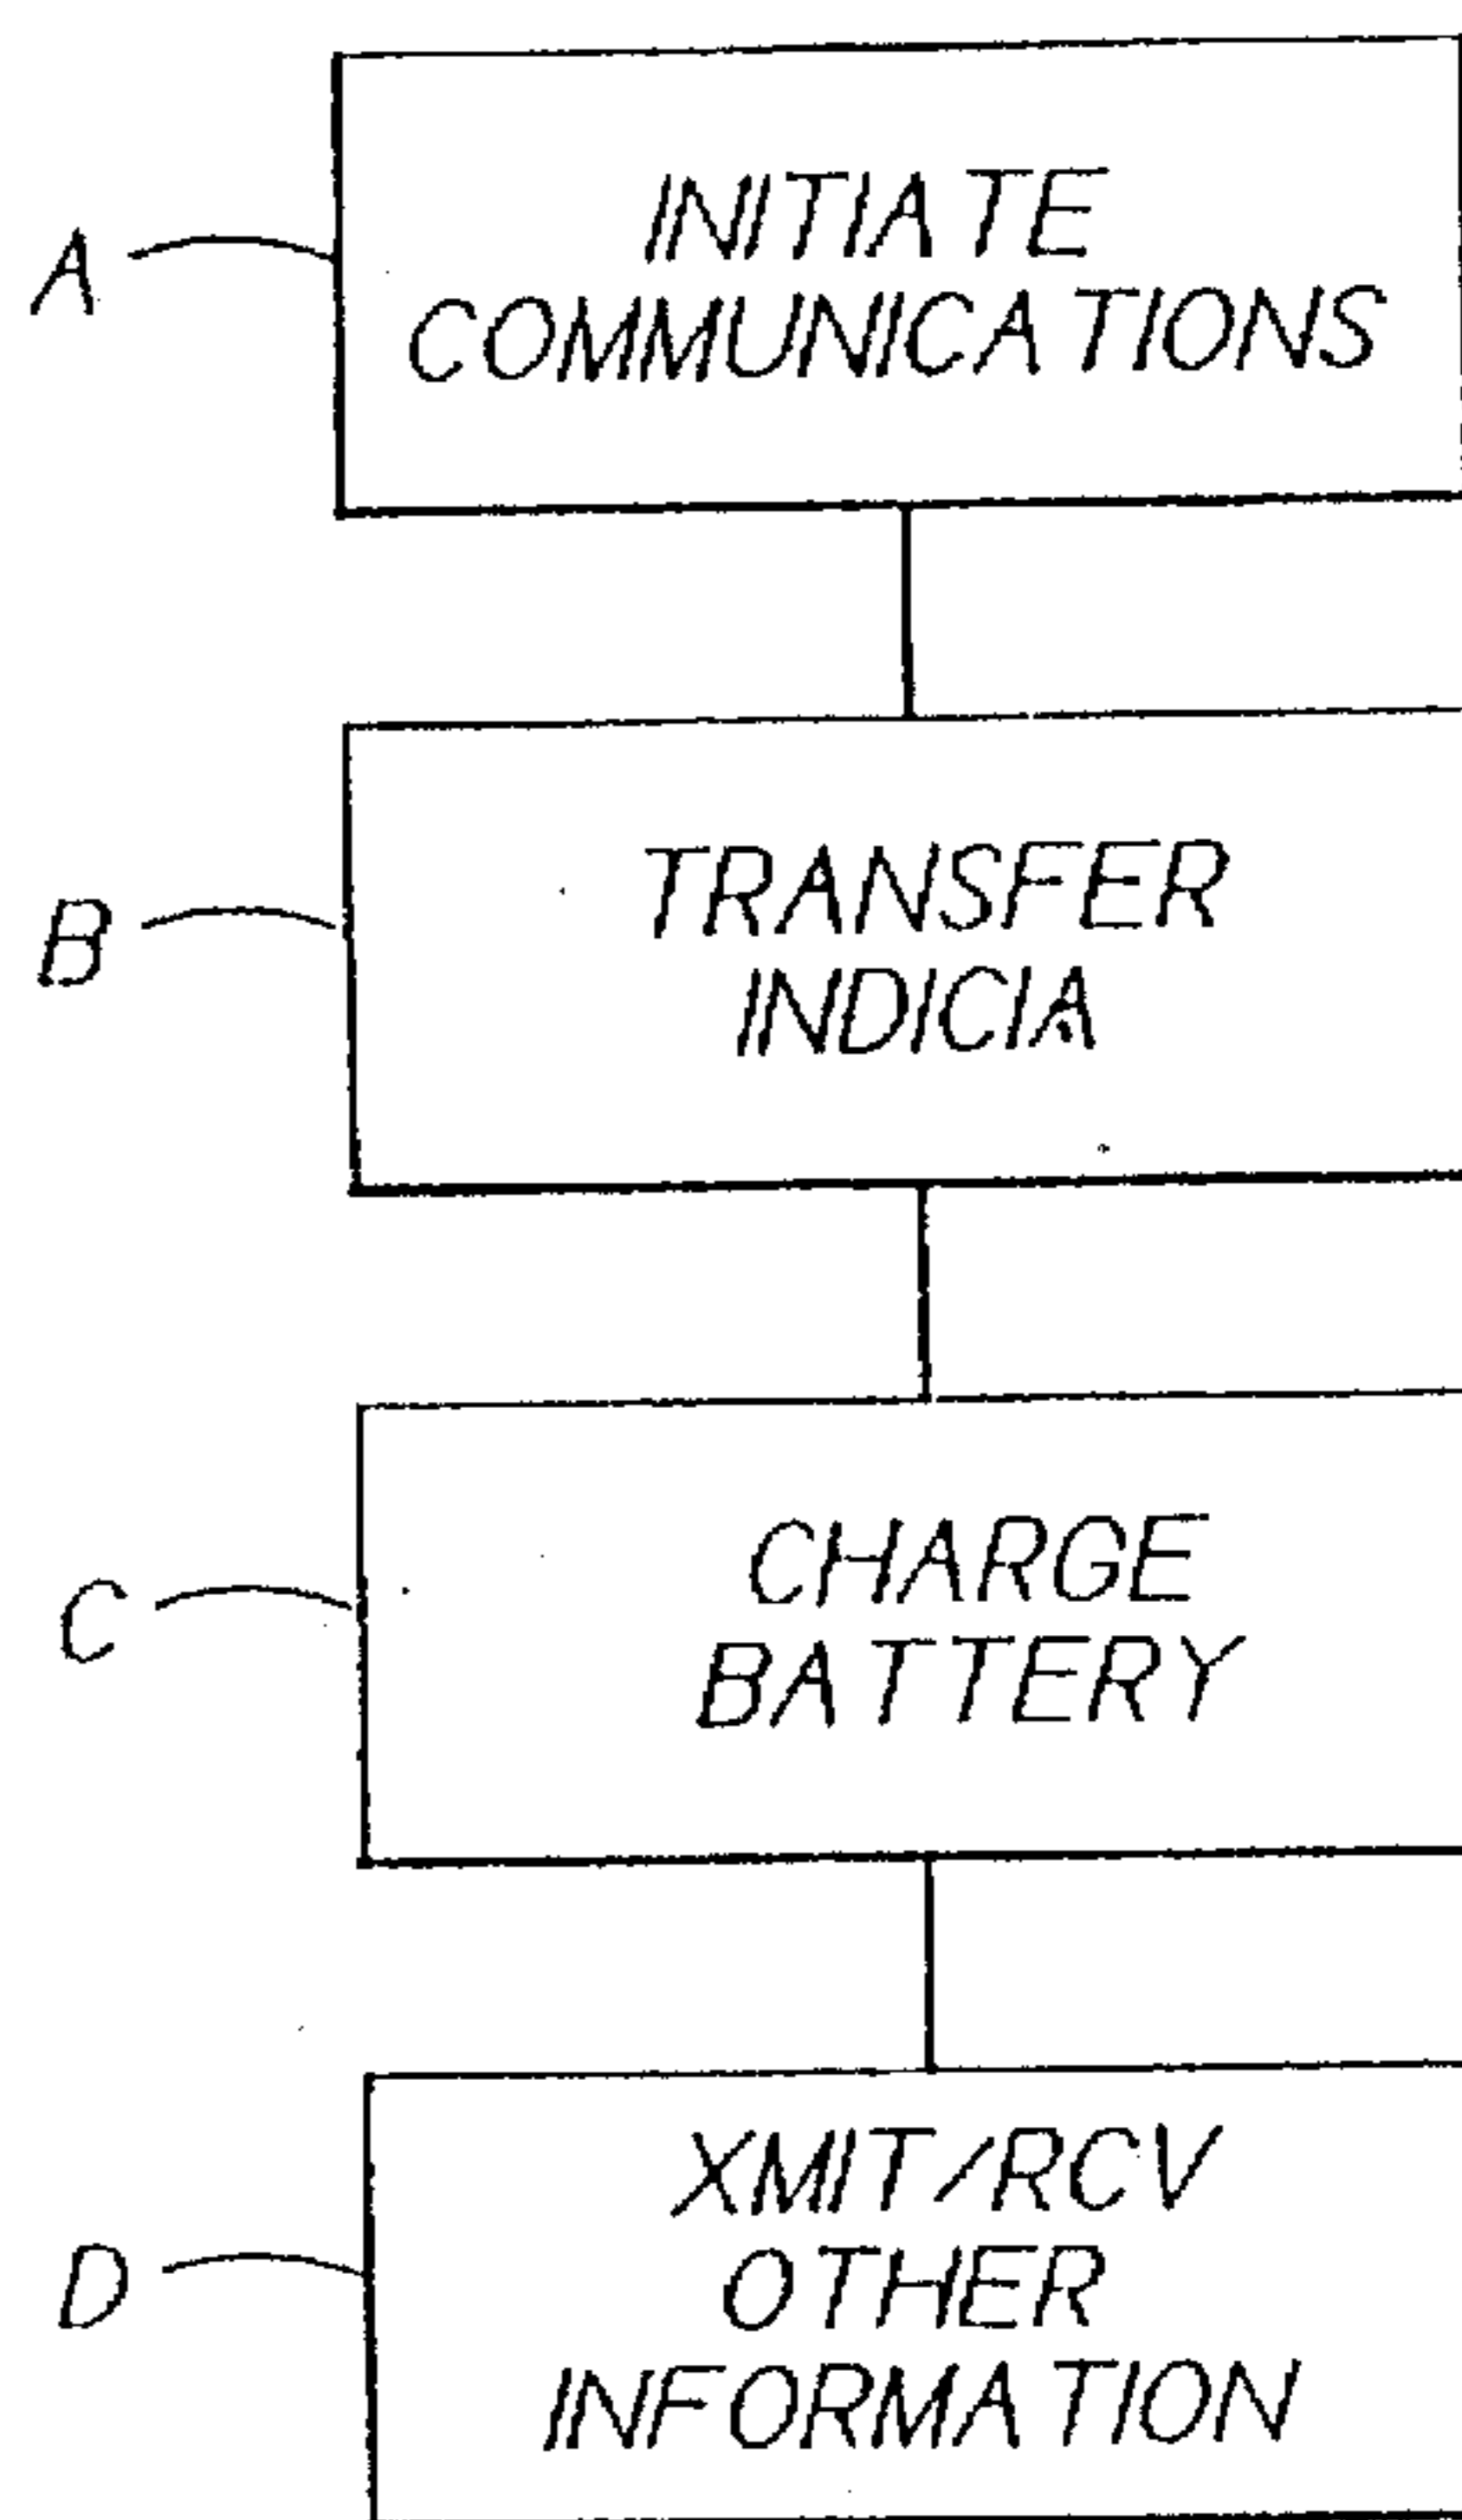 A
INITIATE
COMMUNICATIONS
B
TRANSFER
INDICIA
C
CHARGE
BATTERY
D
XMIT/RCV
OTHER
INFORMATION